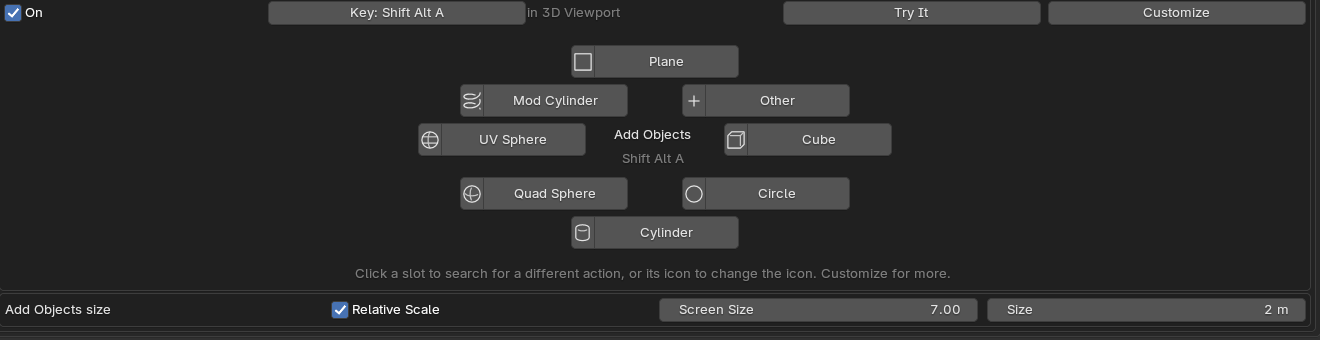 On Key: Shift Alt A in 3D Viewport Try It Customize
Plane
Mod Cylinder Other
UV Sphere Add Objects Cube
Shift Alt A
Quad Sphere Circle
Cylinder
Click a slot to search for a different action, or its icon to change the icon. Customize for more.
Add Objects size Relative Scale Screen Size 7.00 Size 2 m